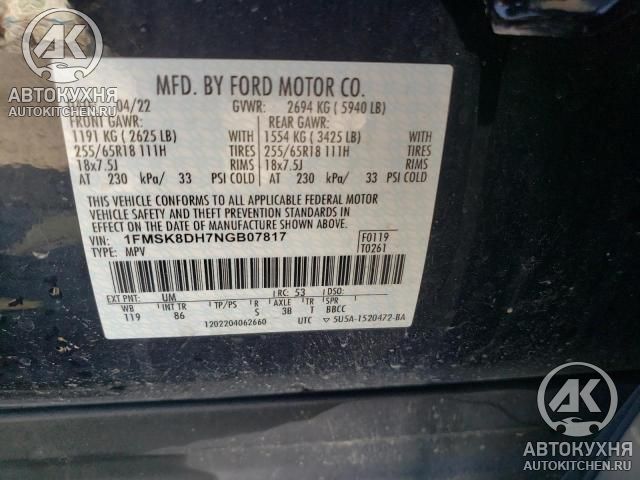 АК
АВТОКУХНЯ
AUTOKITCHEN.RU
MFD. BY FORD MOTOR CO.
04/22 GVWR: 2694 KG ( 5940 LB)
FRONT GAWR: REAR GAWR:
1191 KG ( 2625 LB) WITH 1554 KG ( 3425 LB) WITH
255/65R18 111H TIRES 255/65R18 111H TIRES
18x7.5J RIMS 18x7.5J RIMS
AT 230 kPa/ 33 PSI COLD AT 230 kPa/ 33 PSI COLD
THIS VEHICLE CONFORMS TO ALL APPLICABLE FEDERAL MOTOR
VEHICLE SAFETY AND THEFT PREVENTION STANDARDS IN
EFFECT ON THE DATE OF MANUFACTURE SHOWN ABOVE.
VIN: 1FMSK8DH7NGB07817 F0119
TYPE: MPV T0261
EXT PNT: UM RC: 53 DSO:
WB INT TR TP/PS R AXLE TR SPR
119 86 S 3B T BBCC
1202204062660 UTC ▽ 5U5A-1520472-BA
АК
АВТОКУХНЯ
AUTOKITCHEN.RU